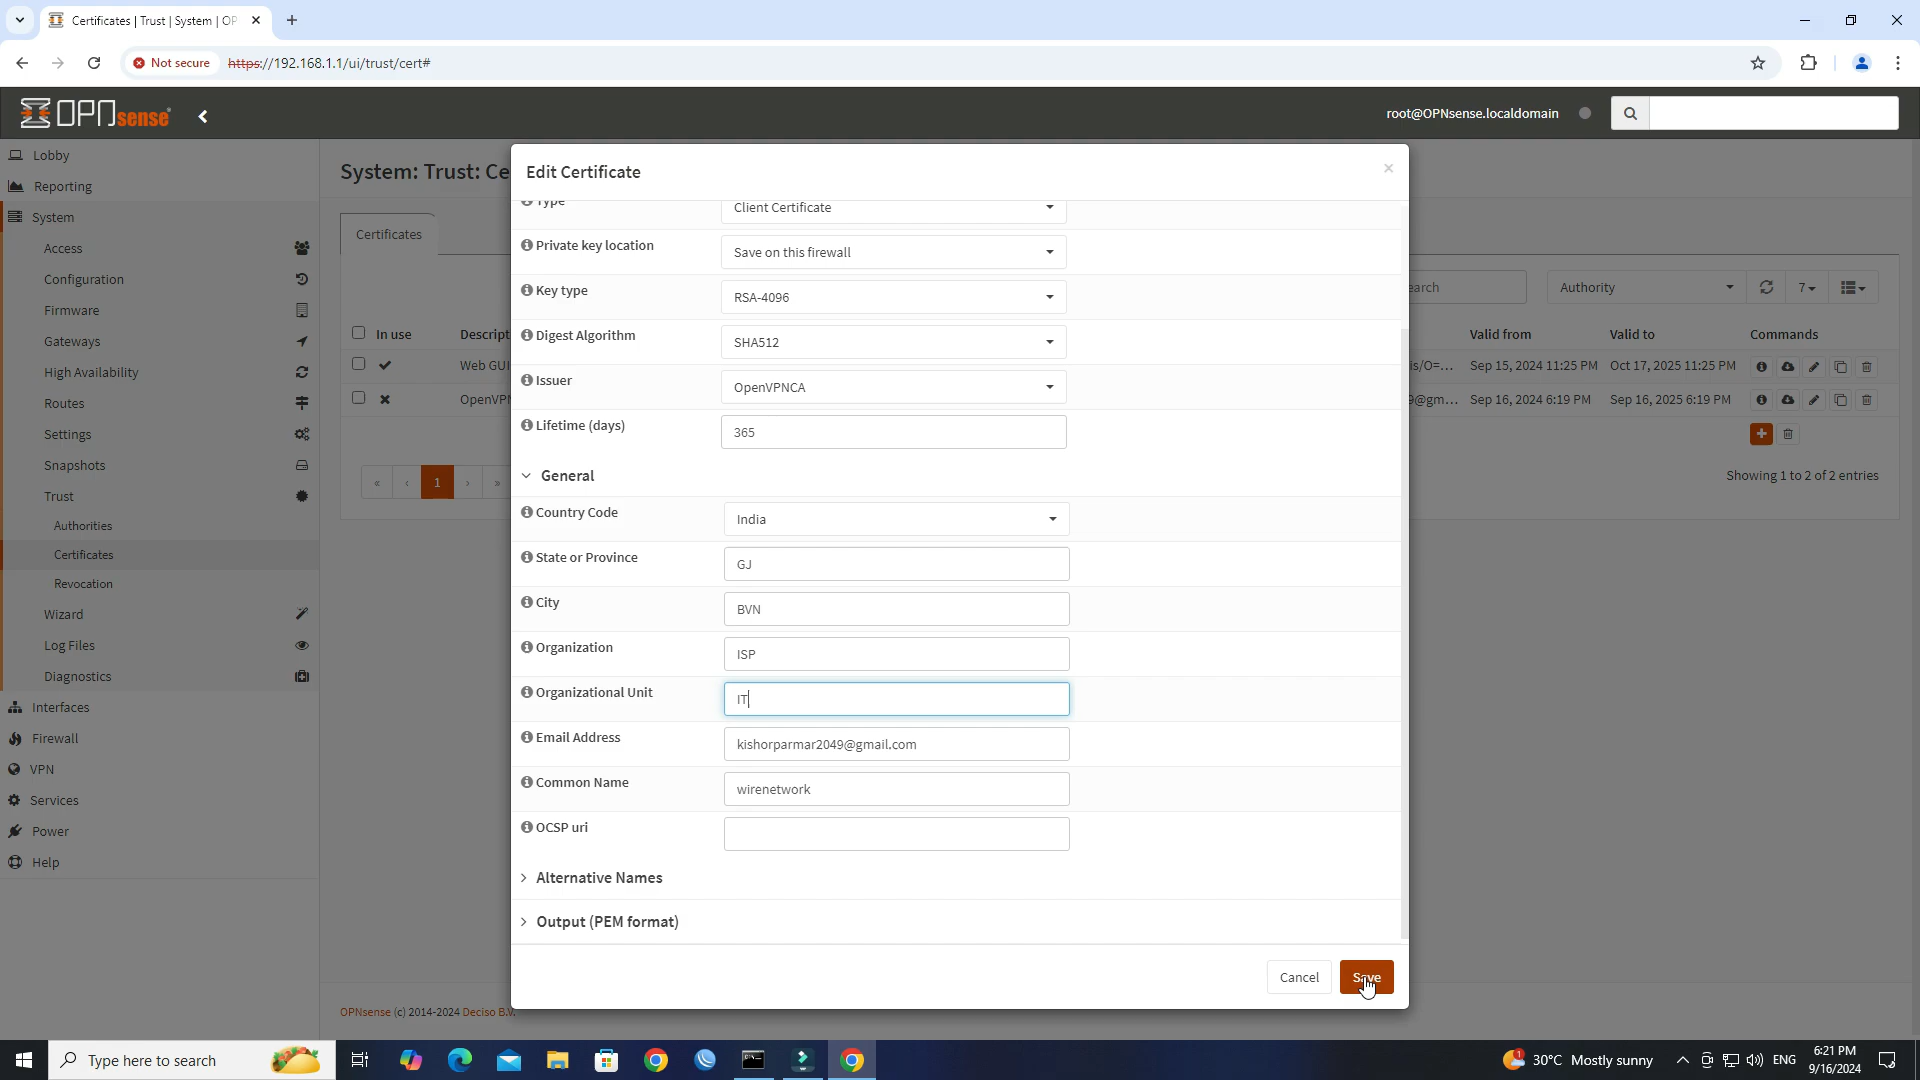 Certificates | Trust | System | OP
Not secure
https://192.168.1.1/ui/trust/cert#
OPNsense
root@OPNsense.localdomain
Lobby
Reporting
System
Access
Configuration
Firmware
Gateways
High Availability
Routes
Settings
Snapshots
Trust
Authorities
Certificates
Revocation
Wizard
Log Files
Diagnostics
Interfaces
Firewall
VPN
Services
Power
Help
System: Trust: Ce
Certificates
earch
Authority
7
In use
Descript
Valid from
Valid to
Commands
Web GUI
is/O=...
Sep 15, 2024 11:25 PM
Oct 17, 2025 11:25 PM
OpenVPN
9@gm...
Sep 16, 2024 6:19 PM
Sep 16, 2025 6:19 PM
« ‹ 1 › »
Showing 1 to 2 of 2 entries
Edit Certificate
×
Type
Client Certificate
Private key location
Save on this firewall
Key type
RSA-4096
Digest Algorithm
SHA512
Issuer
OpenVPNCA
Lifetime (days)
365
General
Country Code
India
State or Province
GJ
City
BVN
Organization
ISP
Organizational Unit
IT
Email Address
kishorparmar2049@gmail.com
Common Name
wirenetwork
OCSP uri
Alternative Names
Output (PEM format)
Cancel
Save
OPNsense (c) 2014-2024 Deciso B.V.
Type here to search
1
30°C Mostly sunny
ENG
6:21 PM
9/16/2024